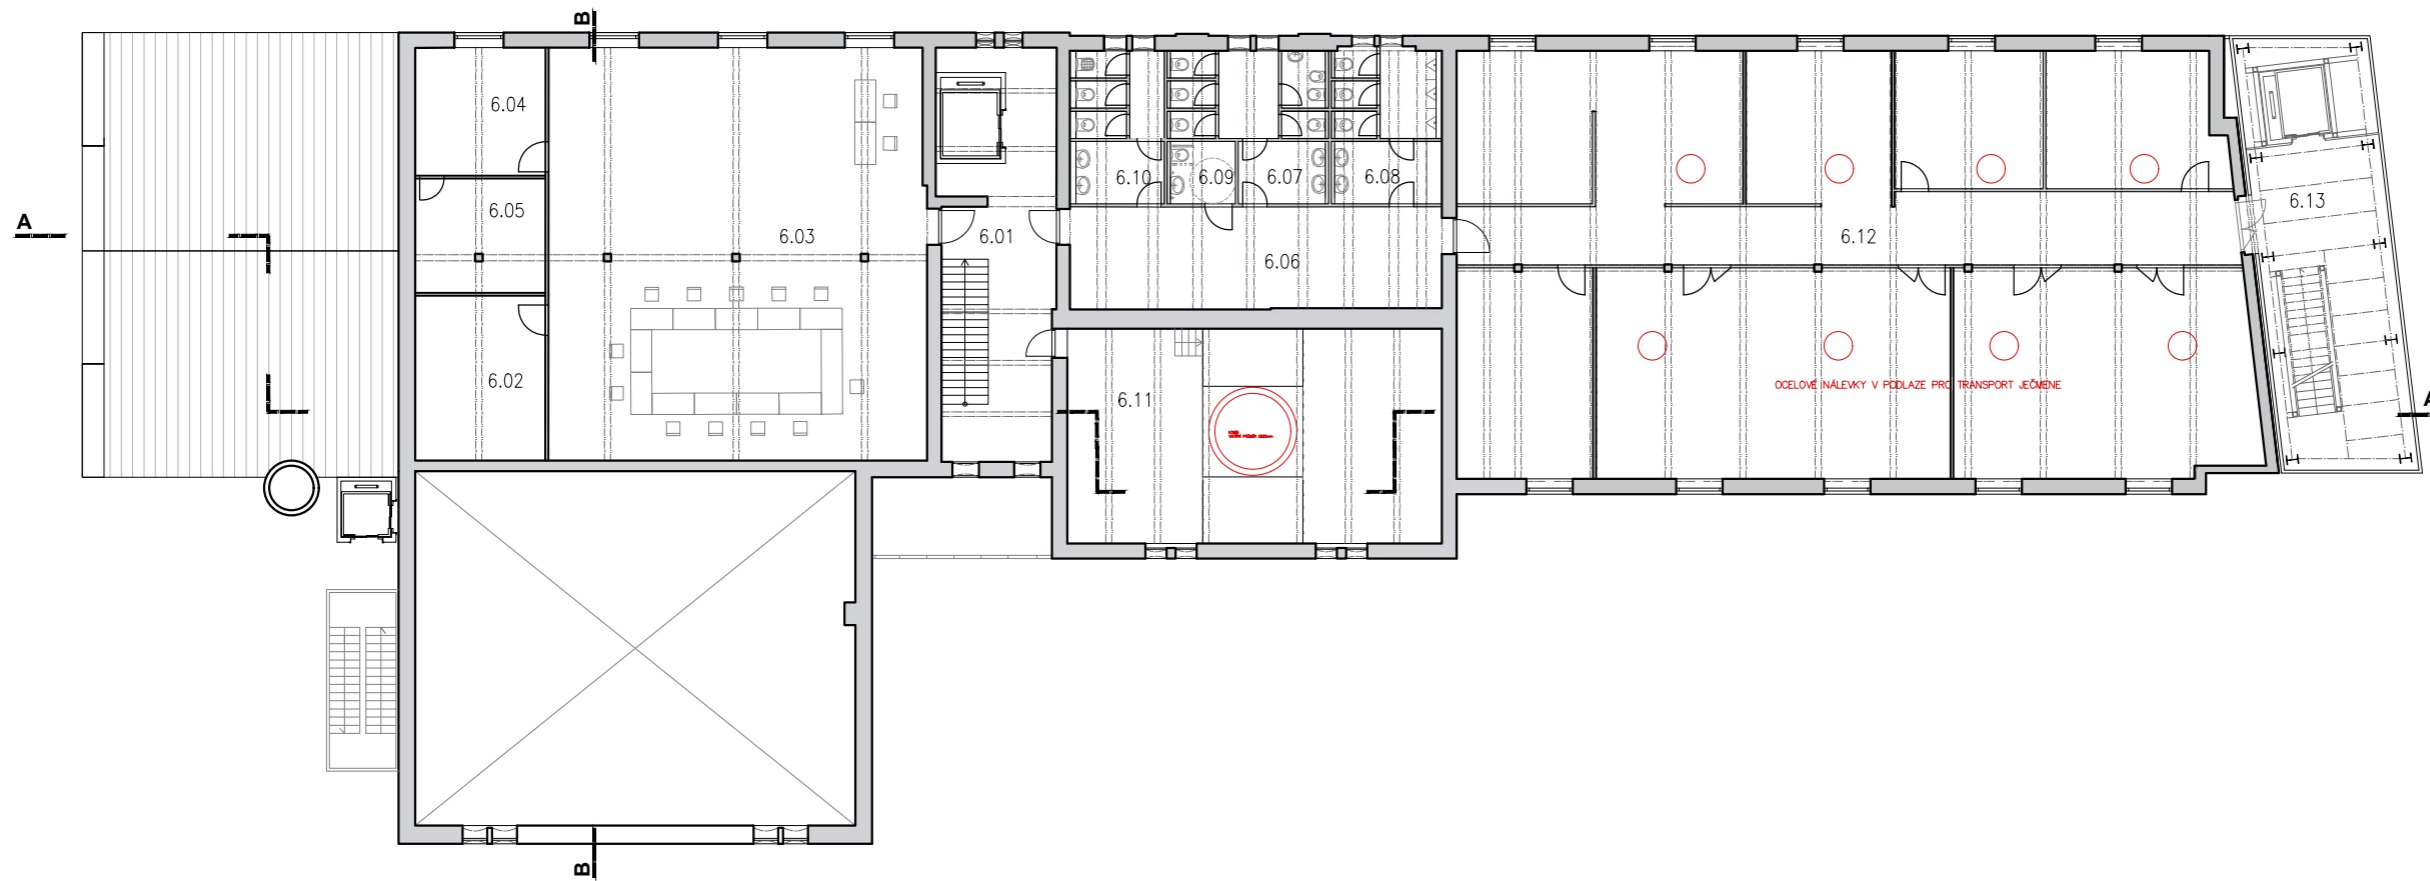 B
6.04
6.10
6.09
6.07
6.08
6.05
6.13
A
6.03
6.01
6.12
6.06
6.02
OCELOVÉ NÁLEVKY V PODLAZE PRO TRANSPORT JEČMENE
6.11
A
B